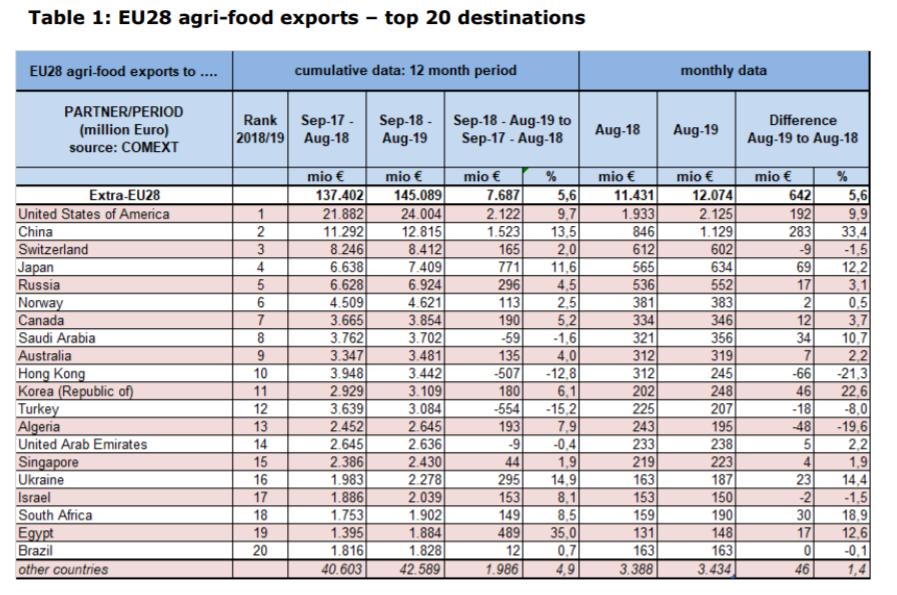 Table 1: EU28 agri-food exports – top 20 destinations
EU28 agri-food exports to .... cumulative data: 12 month period monthly data
PARTNER/PERIOD
(million Euro)
source: COMEXT
Rank
2018/19
Sep-17 -
Aug-18
Sep-18 -
Aug-19
Sep-18 - Aug-19 to
Sep-17 - Aug-18
Aug-18
Aug-19
Difference
Aug-19 to Aug-18
mio € mio € mio € % mio € mio € mio € %
Extra-EU28 137.402 145.089 7.687 5,6 11.431 12.074 642 5,6
United States of America 1 21.882 24.004 2.122 9,7 1.933 2.125 192 9,9
China 2 11.292 12.815 1.523 13,5 846 1.129 283 33,4
Switzerland 3 8.246 8.412 165 2,0 612 602 -9 -1,5
Japan 4 6.638 7.409 771 11,6 565 634 69 12,2
Russia 5 6.628 6.924 296 4,5 536 552 17 3,1
Norway 6 4.509 4.621 113 2,5 381 383 2 0,5
Canada 7 3.665 3.854 190 5,2 334 346 12 3,7
Saudi Arabia 8 3.762 3.702 -59 -1,6 321 356 34 10,7
Australia 9 3.347 3.481 135 4,0 312 319 7 2,2
Hong Kong 10 3.948 3.442 -507 -12,8 312 245 -66 -21,3
Korea (Republic of) 11 2.929 3.109 180 6,1 202 248 46 22,6
Turkey 12 3.639 3.084 -554 -15,2 225 207 -18 -8,0
Algeria 13 2.452 2.645 193 7,9 243 195 -48 -19,6
United Arab Emirates 14 2.645 2.636 -9 -0,4 233 238 5 2,2
Singapore 15 2.386 2.430 44 1,9 219 223 4 1,9
Ukraine 16 1.983 2.278 295 14,9 163 187 23 14,4
Israel 17 1.886 2.039 153 8,1 153 150 -2 -1,5
South Africa 18 1.753 1.902 149 8,5 159 190 30 18,9
Egypt 19 1.395 1.884 489 35,0 131 148 17 12,6
Brazil 20 1.816 1.828 12 0,7 163 163 0 -0,1
other countries 40.603 42.589 1.986 4,9 3.388 3.434 46 1,4